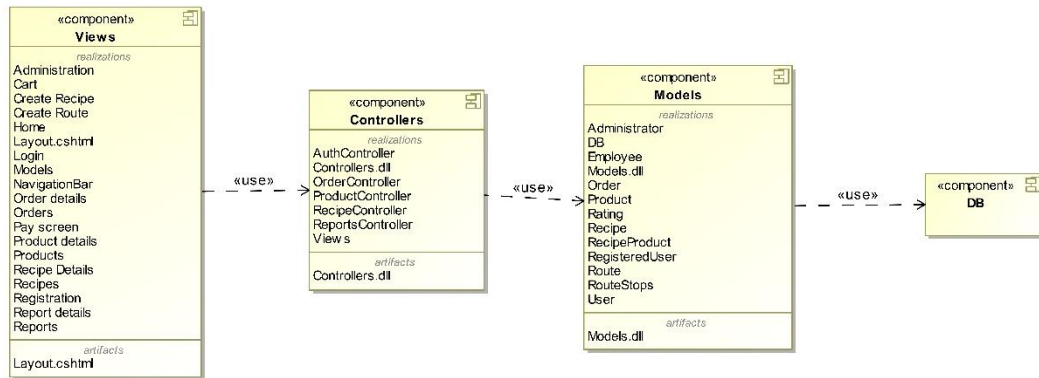 «component»
Views
realizations
Administration
Cart
Create Recipe
Create Route
Home
Layout.cshtml
Login
Models
NavigationBar
Order details
Orders
Pay screen
Product details
Products
Recipe Details
Recipes
Registration
Report details
Reports
artifacts
Layout.cshtml
«use»
«component»
Controllers
realizations
AuthController
Controllers.dll
OrderController
ProductController
RecipeController
ReportsController
Views
artifacts
Controllers.dll
«use»
«component»
Models
realizations
Administrator
DB
Employee
Models.dll
Order
Product
Rating
Recipe
RecipeProduct
RegisteredUser
Route
RouteStops
User
artifacts
Models.dll
«use»
«component»
DB